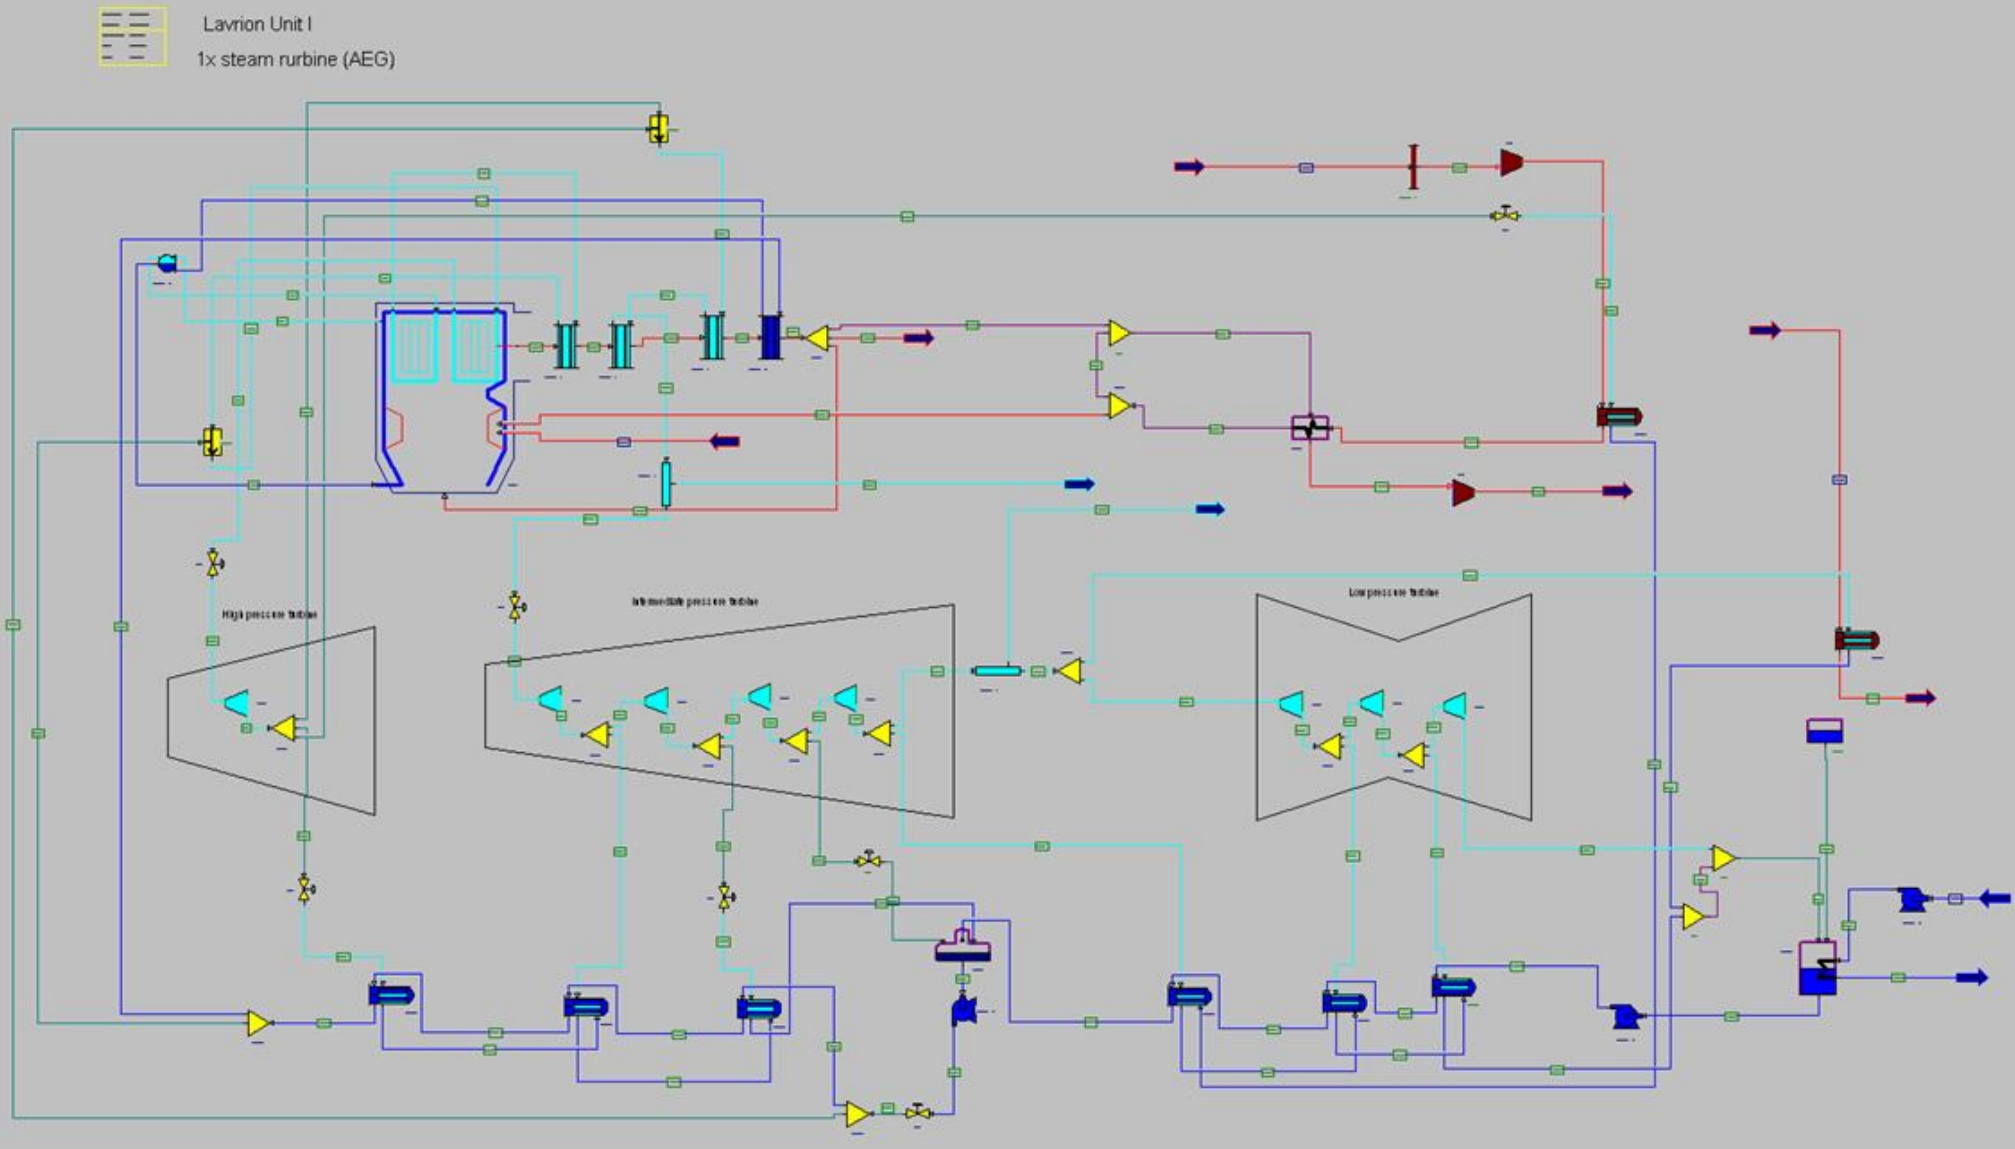 Lavrion Unit I
1x steam rurbine (AEG)
High pressure turbine
Intermediate pressure turbine
Low pressure turbine